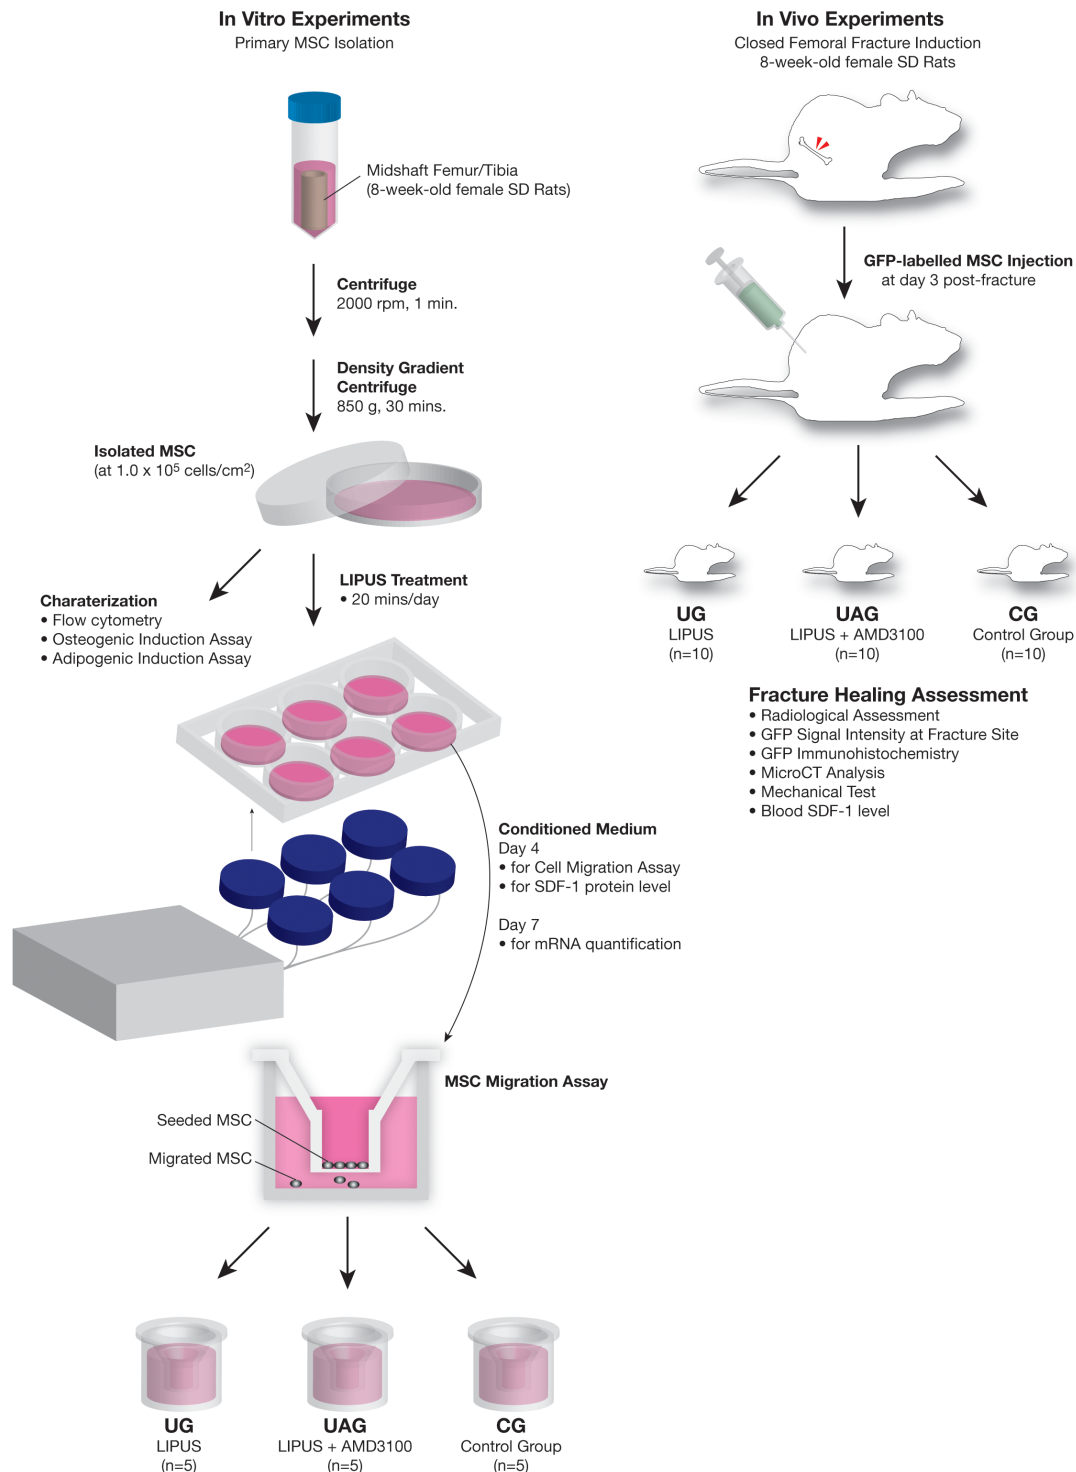 In Vitro Experiments
Primary MSC Isolation
Midshaft Femur/Tibia
(8-week-old female SD Rats)
Centrifuge
2000 rpm, 1 min.
Density Gradient
Centrifuge
850 g, 30 mins.
Isolated MSC
(at 1.0 x 10⁵ cells/cm²)
LIPUS Treatment
• 20 mins/day
Charaterization
• Flow cytometry
• Osteogenic Induction Assay
• Adipogenic Induction Assay
Conditioned Medium
Day 4
• for Cell Migration Assay
• for SDF-1 protein level
Day 7
• for mRNA quantification
MSC Migration Assay
Seeded MSC
Migrated MSC
UG
LIPUS
(n=5)
UAG
LIPUS + AMD3100
(n=5)
CG
Control Group
(n=5)
In Vivo Experiments
Closed Femoral Fracture Induction
8-week-old female SD Rats
GFP-labelled MSC Injection
at day 3 post-fracture
UG
LIPUS
(n=10)
UAG
LIPUS + AMD3100
(n=10)
CG
Control Group
(n=10)
Fracture Healing Assessment
• Radiological Assessment
• GFP Signal Intensity at Fracture Site
• GFP Immunohistochemistry
• MicroCT Analysis
• Mechanical Test
• Blood SDF-1 level